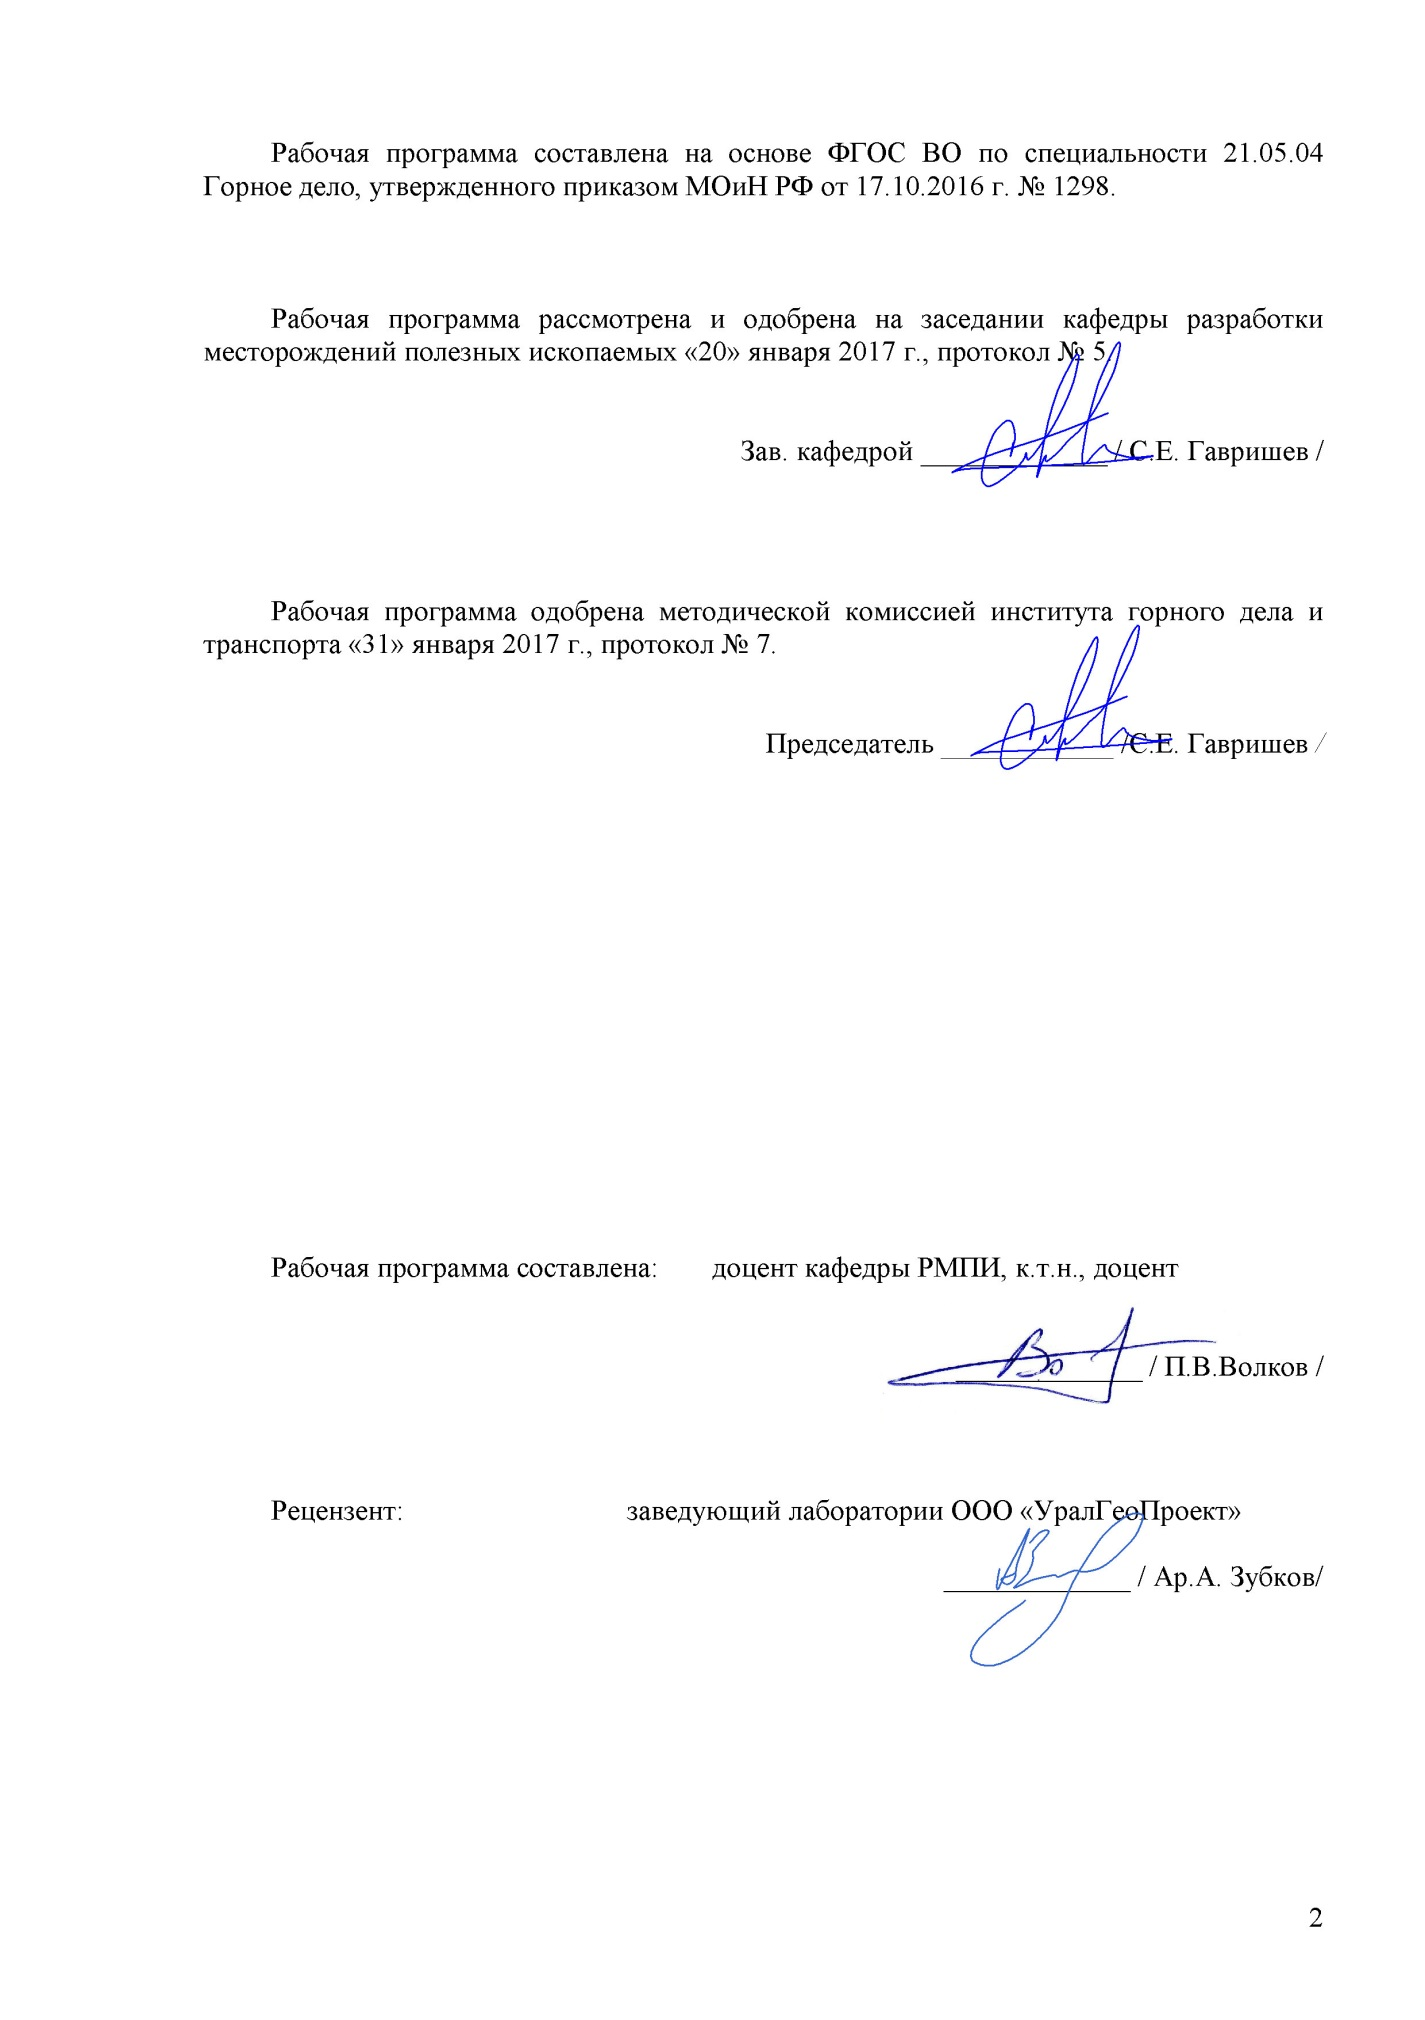 Рабочая программа составлена на основе ФГОС ВО по специальности 21.05.04
Горное дело, утвержденного приказом МОиН РФ от 17.10.2016 г. № 1298.
Рабочая программа рассмотрена и одобрена на заседании кафедры разработки
месторождений полезных ископаемых «20» января 2017 г., протокол № 5.
Зав. кафедрой _____________ / С.Е. Гавришев /
Рабочая программа одобрена методической комиссией института горного дела и
транспорта «31» января 2017 г., протокол № 7.
Председатель ____________ /С.Е. Гавришев /
Рабочая программа составлена: доцент кафедры РМПИ, к.т.н., доцент
_____________ / П.В.Волков /
Рецензент: заведующий лаборатории ООО «УралГеоПроект»
_____________ / Ар.А. Зубков/
2